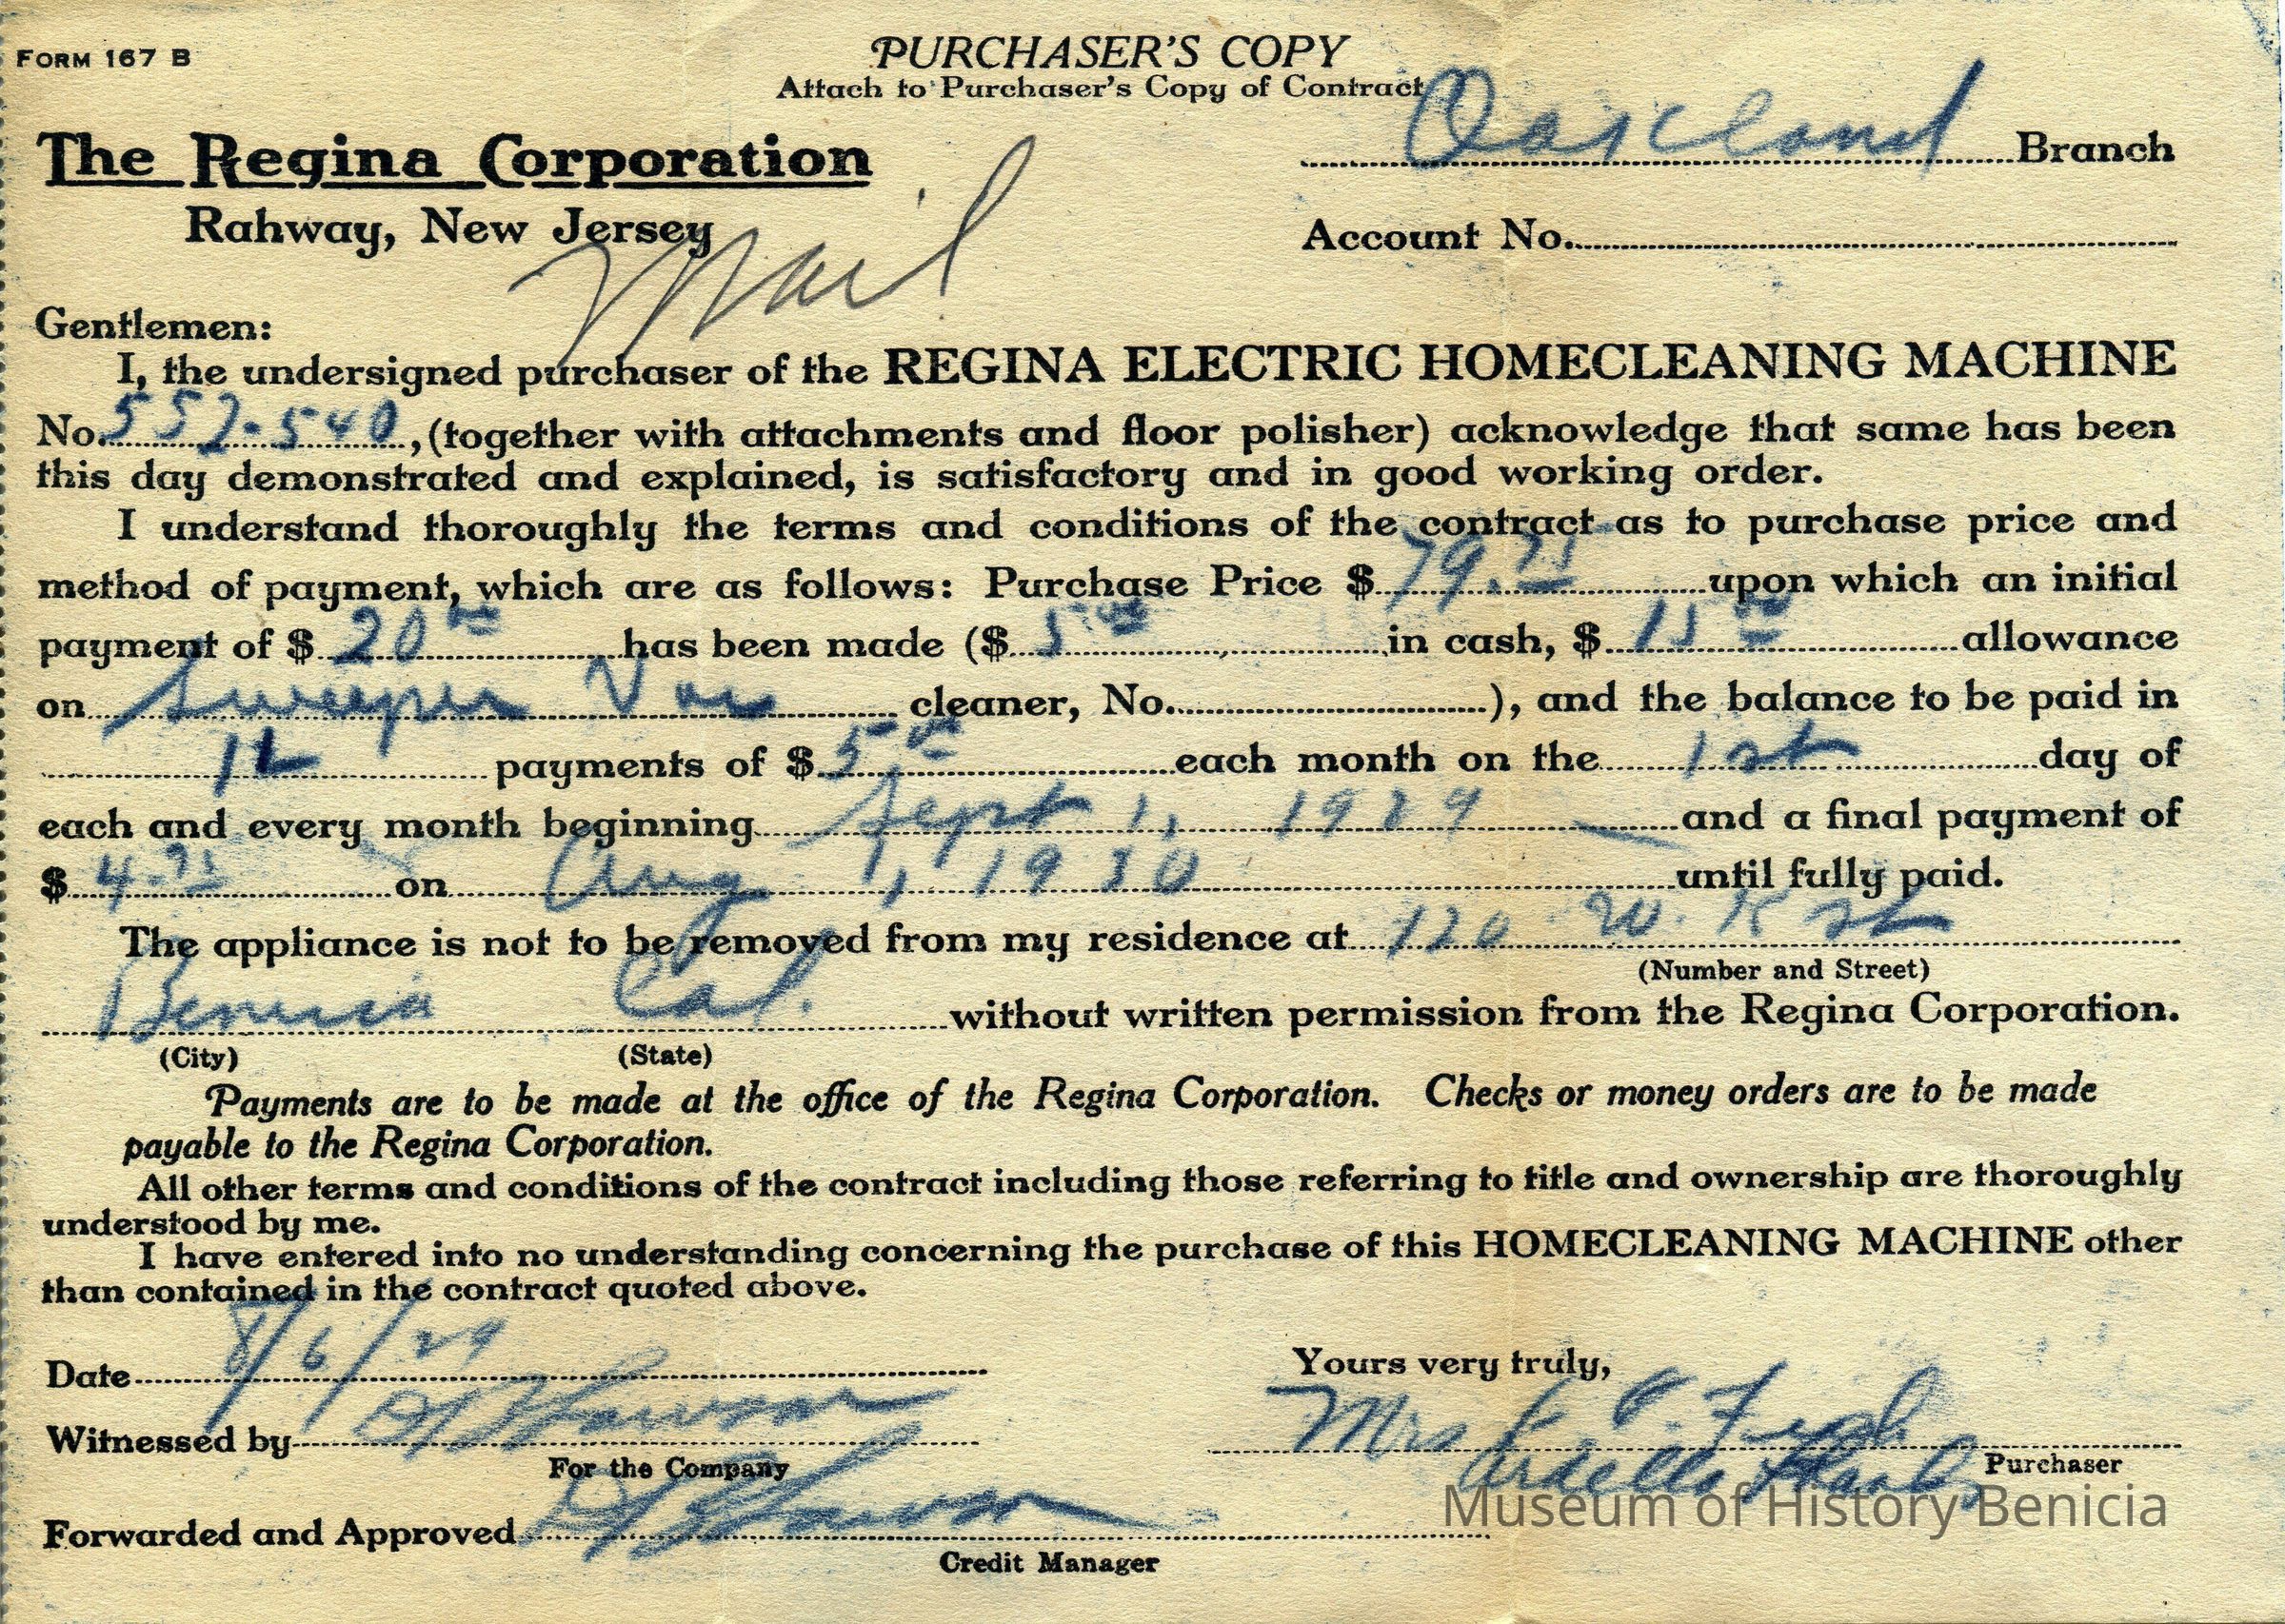 FORM 167 B
PURCHASER'S COPY
Attach to Purchaser's Copy of Contract
Oakland Branch
The Regina Corporation
Rahway, New Jersey
Account No.
Mail
Gentlemen:
I, the undersigned purchaser of the REGINA ELECTRIC HOMECLEANING MACHINE
No. 552-540, (together with attachments and floor polisher) acknowledge that same has been
this day demonstrated and explained, is satisfactory and in good working order.
I understand thoroughly the terms and conditions of the contract as to purchase price and
method of payment, which are as follows: Purchase Price $ 79.75 upon which an initial
payment of $ 20 00 has been made ($ 5 00 in cash, $ 15 00 allowance
on Sweeper Vac cleaner, No. ), and the balance to be paid in
payments of $ 5 00 each month on the 1st day of
each and every month beginning Sept 1, 1929 and a final payment of
$ 4.75 on Aug 1, 1930 until fully paid.
The appliance is not to be removed from my residence at 120 W. K St
(Number and Street)
Benicia Cal. without written permission from the Regina Corporation.
(City) (State)
Payments are to be made at the office of the Regina Corporation. Checks or money orders are to be made
payable to the Regina Corporation.
All other terms and conditions of the contract including those referring to title and ownership are thoroughly
understood by me.
I have entered into no understanding concerning the purchase of this HOMECLEANING MACHINE other
than contained in the contract quoted above.
Date 8/6/29
Yours very truly,
Witnessed by
Mrs
For the Company
Purchaser
Museum of History Benicia
Forwarded and Approved
Credit Manager